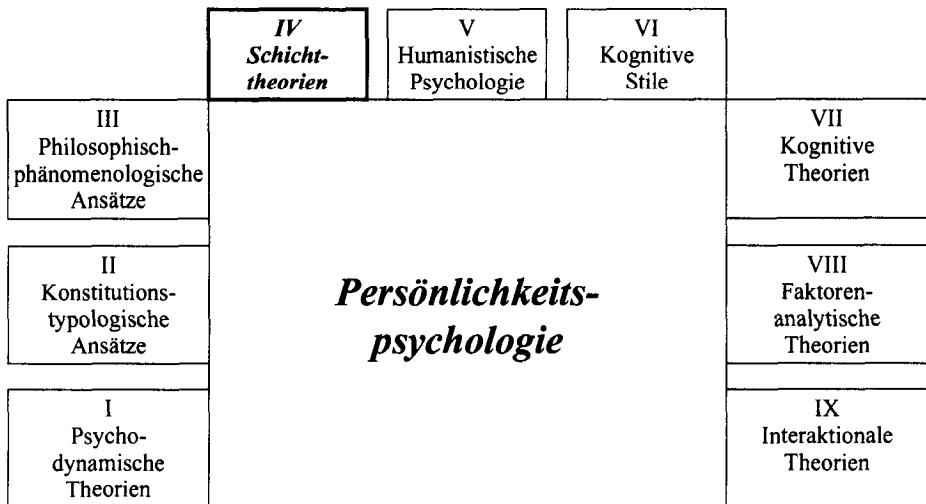 IV
Schicht-
theorien
V
Humanistische
Psychologie
VI
Kognitive
Stile
III
Philosophisch-
phänomenologische
Ansätze
VII
Kognitive
Theorien
II
Konstitutions-
typologische
Ansätze
Persönlichkeits-
psychologie
VIII
Faktoren-
analytische
Theorien
I
Psycho-
dynamische
Theorien
IX
Interaktionale
Theorien